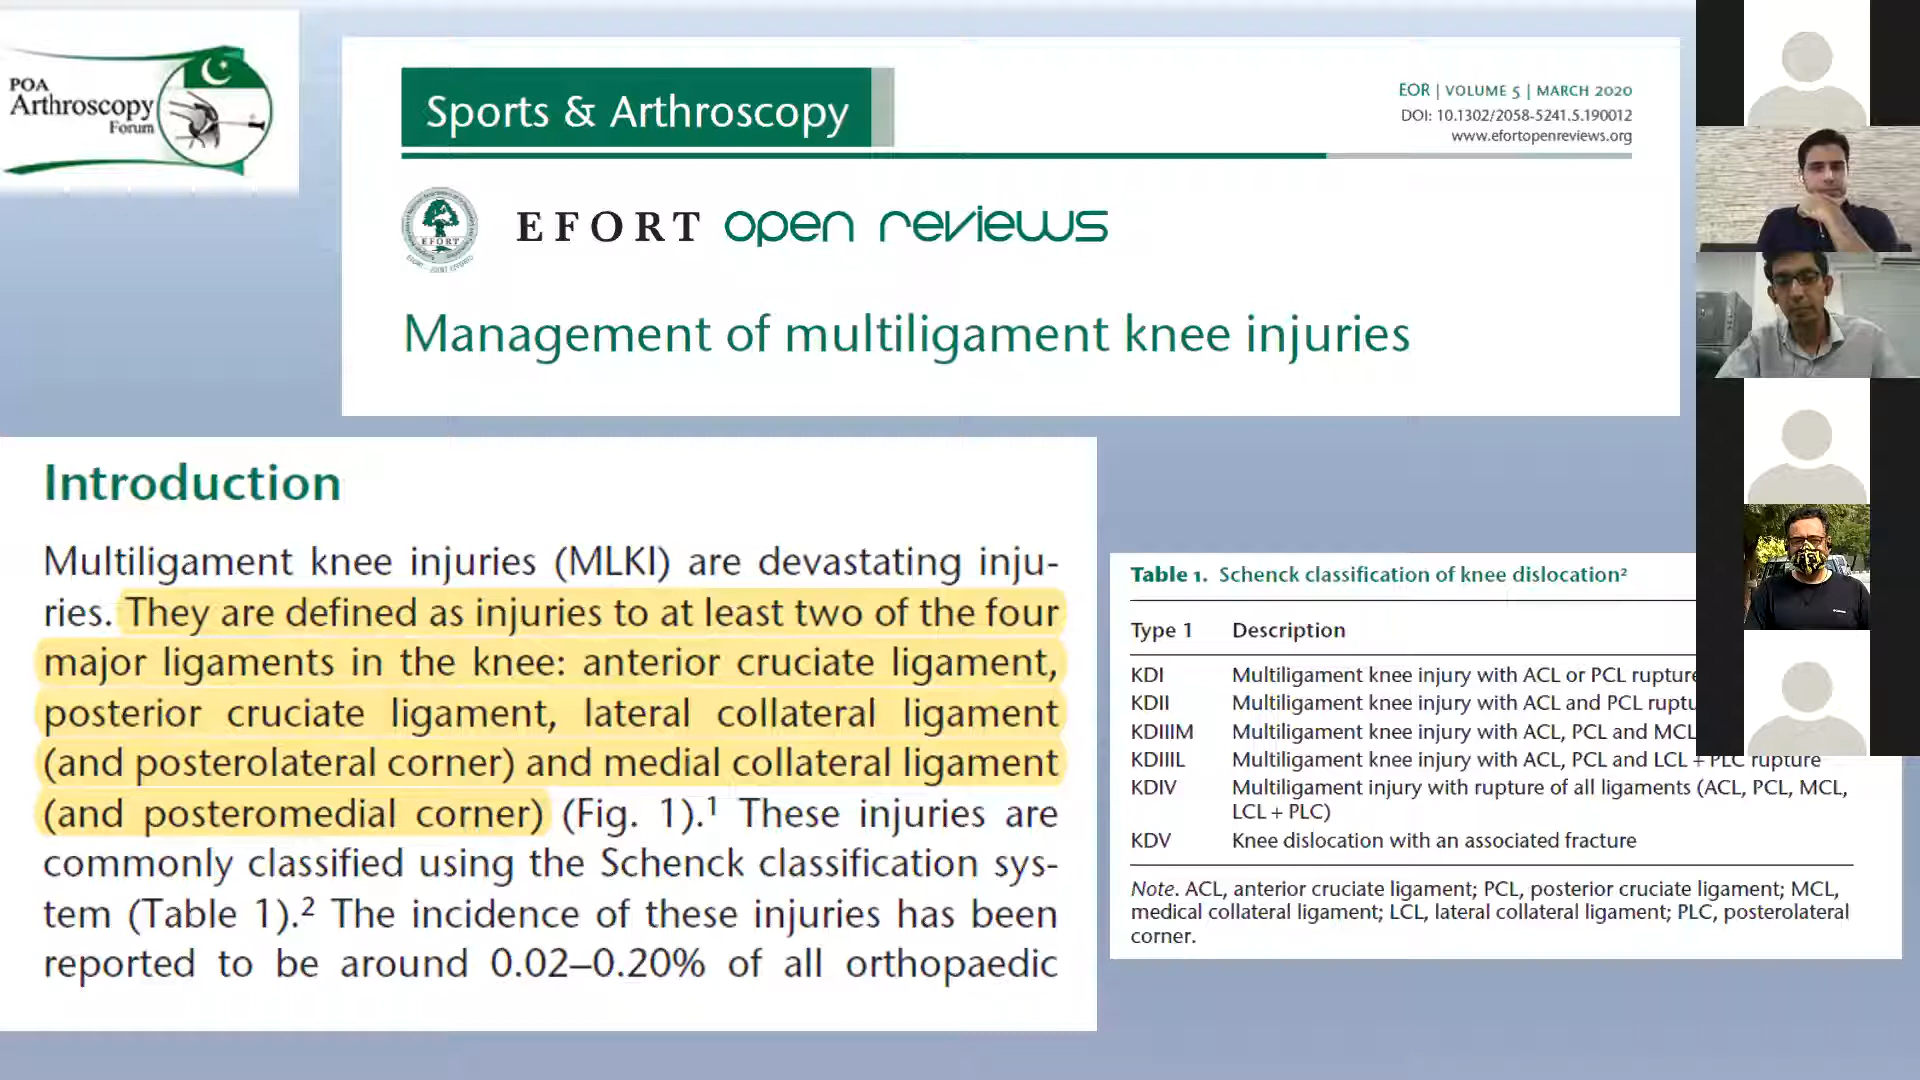 POA
Arthroscopy
Forum
Sports & Arthroscopy
EOR | VOLUME 5 | MARCH 2020
DOI: 10.1302/2058-5241.5.190012
www.efortopenreviews.org
EFORT
EFORT open reviews
Management of multiligament knee injuries
Introduction
Multiligament knee injuries (MLKI) are devastating inju-
ries. They are defined as injuries to at least two of the four
major ligaments in the knee: anterior cruciate ligament,
posterior cruciate ligament, lateral collateral ligament
(and posterolateral corner) and medial collateral ligament
(and posteromedial corner) (Fig. 1).¹ These injuries are
commonly classified using the Schenck classification sys-
tem (Table 1).² The incidence of these injuries has been
reported to be around 0.02–0.20% of all orthopaedic
Table 1. Schenck classification of knee dislocation²
Type 1 Description
KDI Multiligament knee injury with ACL or PCL rupture
KDII Multiligament knee injury with ACL and PCL ruptu
KDIIIM Multiligament knee injury with ACL, PCL and MCL
KDIIIL Multiligament knee injury with ACL, PCL and LCL + PLC rupture
KDIV Multiligament injury with rupture of all ligaments (ACL, PCL, MCL,
LCL + PLC)
KDV Knee dislocation with an associated fracture
Note. ACL, anterior cruciate ligament; PCL, posterior cruciate ligament; MCL,
medical collateral ligament; LCL, lateral collateral ligament; PLC, posterolateral
corner.